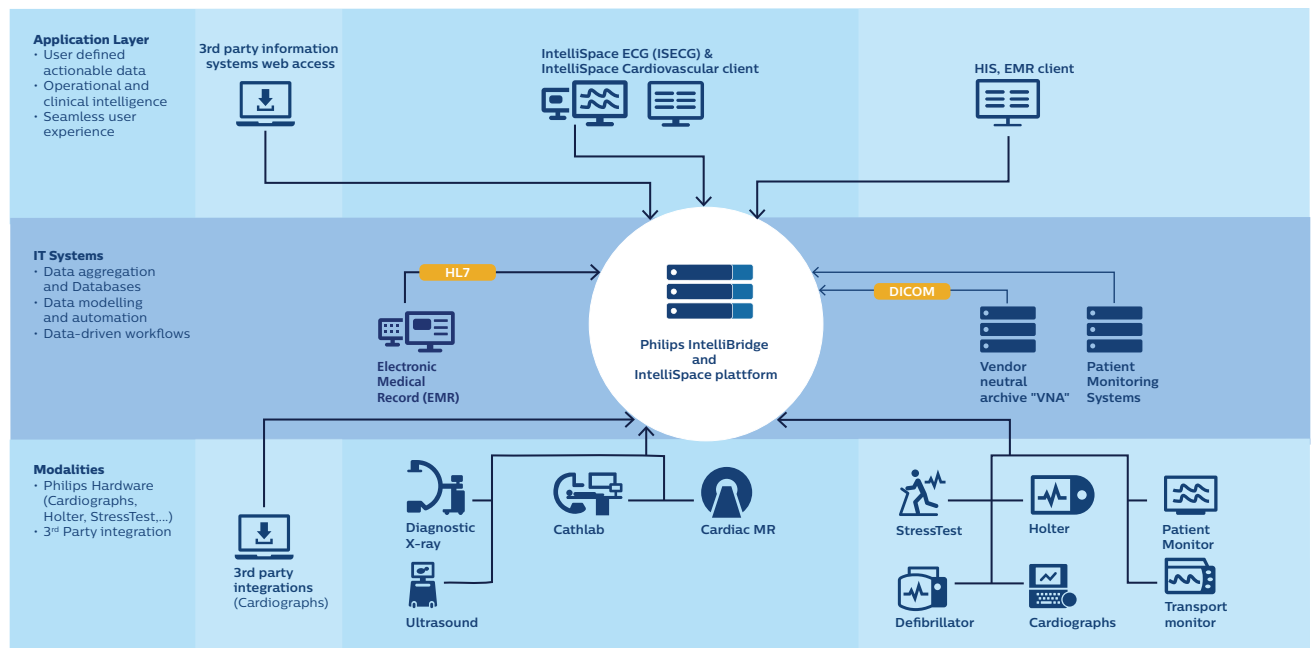 Application Layer
• User defined
actionable data
• Operational and
clinical intelligence
• Seamless user
experience
3rd party information
systems web access
IntelliSpace ECG (ISECG) &
IntelliSpace Cardiovascular client
HIS, EMR client
IT Systems
• Data aggregation
and Databases
• Data modelling
and automation
• Data-driven workflows
HL7
Electronic
Medical
Record (EMR)
Philips IntelliBridge
and
IntelliSpace plattform
DICOM
Vendor
neutral
archive "VNA"
Patient
Monitoring
Systems
Modalities
• Philips Hardware
(Cardiographs,
Holter, StressTest,...)
• 3rd Party integration
3rd party
integrations
(Cardiographs)
Diagnostic
X-ray
Cathlab
Cardiac MR
Ultrasound
StressTest
Holter
Patient
Monitor
Defibrillator
Cardiographs
Transport
monitor